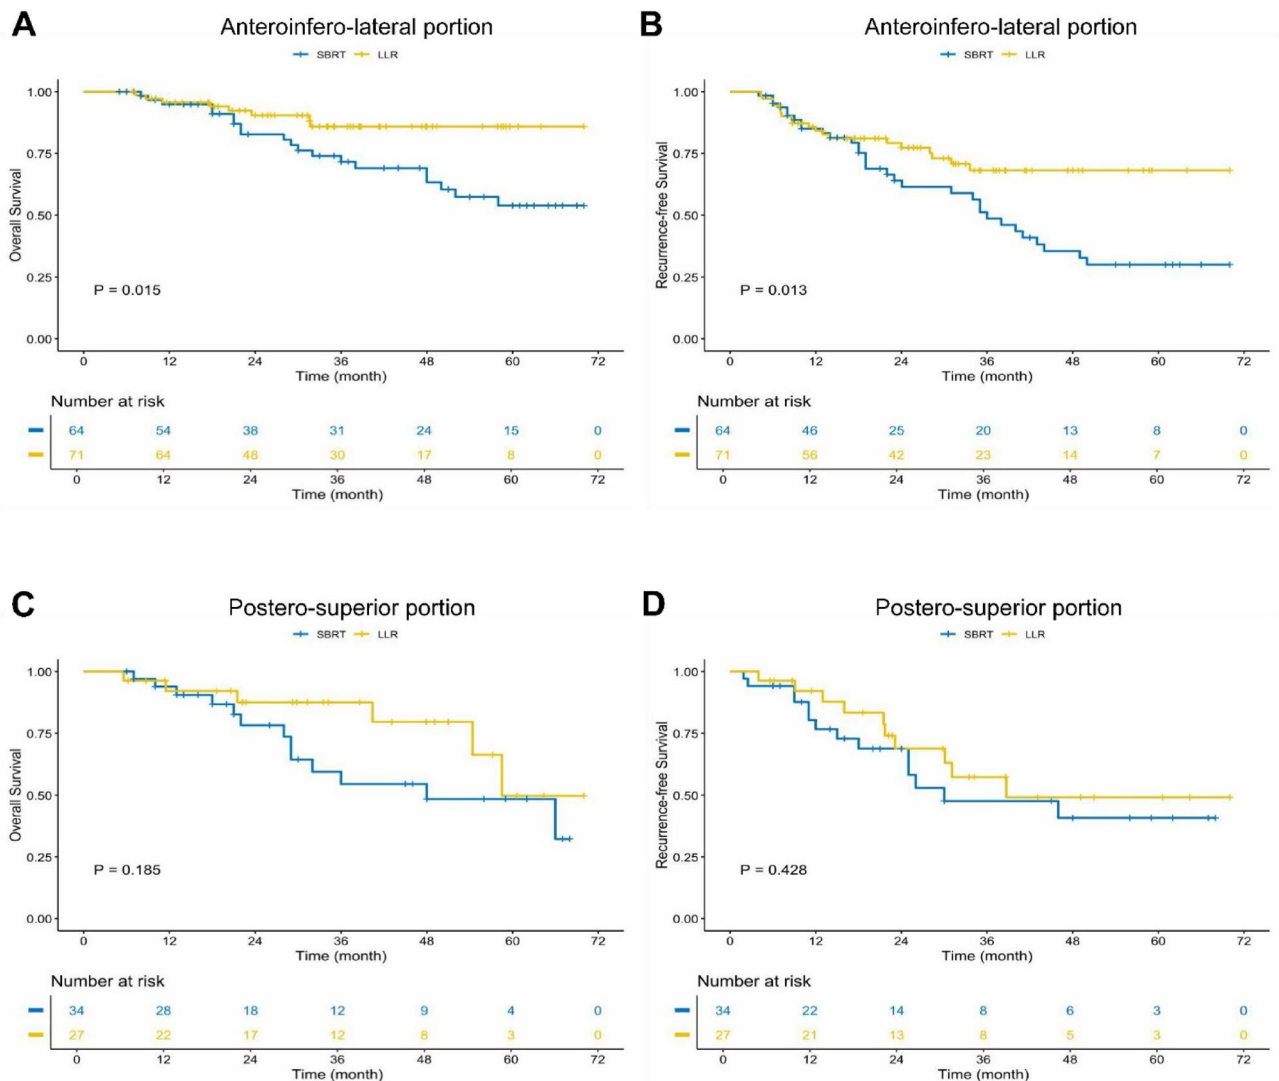 A
Anteroinfero-lateral portion
SBRT LLR
1.00
0.75
0.50
0.25
0.00
Overall Survival
P = 0.015
0 12 24 36 48 60 72
Time (month)
Number at risk
64 54 38 31 24 15 0
71 64 48 30 17 8 0
0 12 24 36 48 60 72
Time (month)
B
Anteroinfero-lateral portion
SBRT LLR
1.00
0.75
0.50
0.25
0.00
Recurrence-free Survival
P = 0.013
0 12 24 36 48 60 72
Time (month)
Number at risk
64 46 25 20 13 8 0
71 56 42 23 14 7 0
0 12 24 36 48 60 72
Time (month)
C
Postero-superior portion
SBRT LLR
1.00
0.75
0.50
0.25
0.00
Overall Survival
P = 0.185
0 12 24 36 48 60 72
Time (month)
Number at risk
34 28 18 12 9 4 0
27 22 17 12 8 3 0
0 12 24 36 48 60 72
Time (month)
D
Postero-superior portion
SBRT LLR
1.00
0.75
0.50
0.25
0.00
Recurrence-free Survival
P = 0.428
0 12 24 36 48 60 72
Time (month)
Number at risk
34 22 14 8 6 3 0
27 21 13 8 5 3 0
0 12 24 36 48 60 72
Time (month)